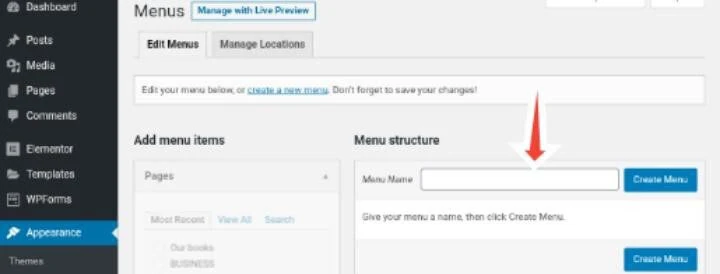 Dashboard
Posts
Media
Pages
Comments
Elementor
Templates
WPForms
Appearance
Themes
Menus Manage with Live Preview
Edit Menus Manage Locations
Edit your menu below, or create a new menu. Don't forget to save your changes!
Add menu items
Pages
Most Recent View All Search
Our books
BUSINESS
Menu structure
Menu Name Create Menu
Give your menu a name, then click Create Menu.
Create Menu